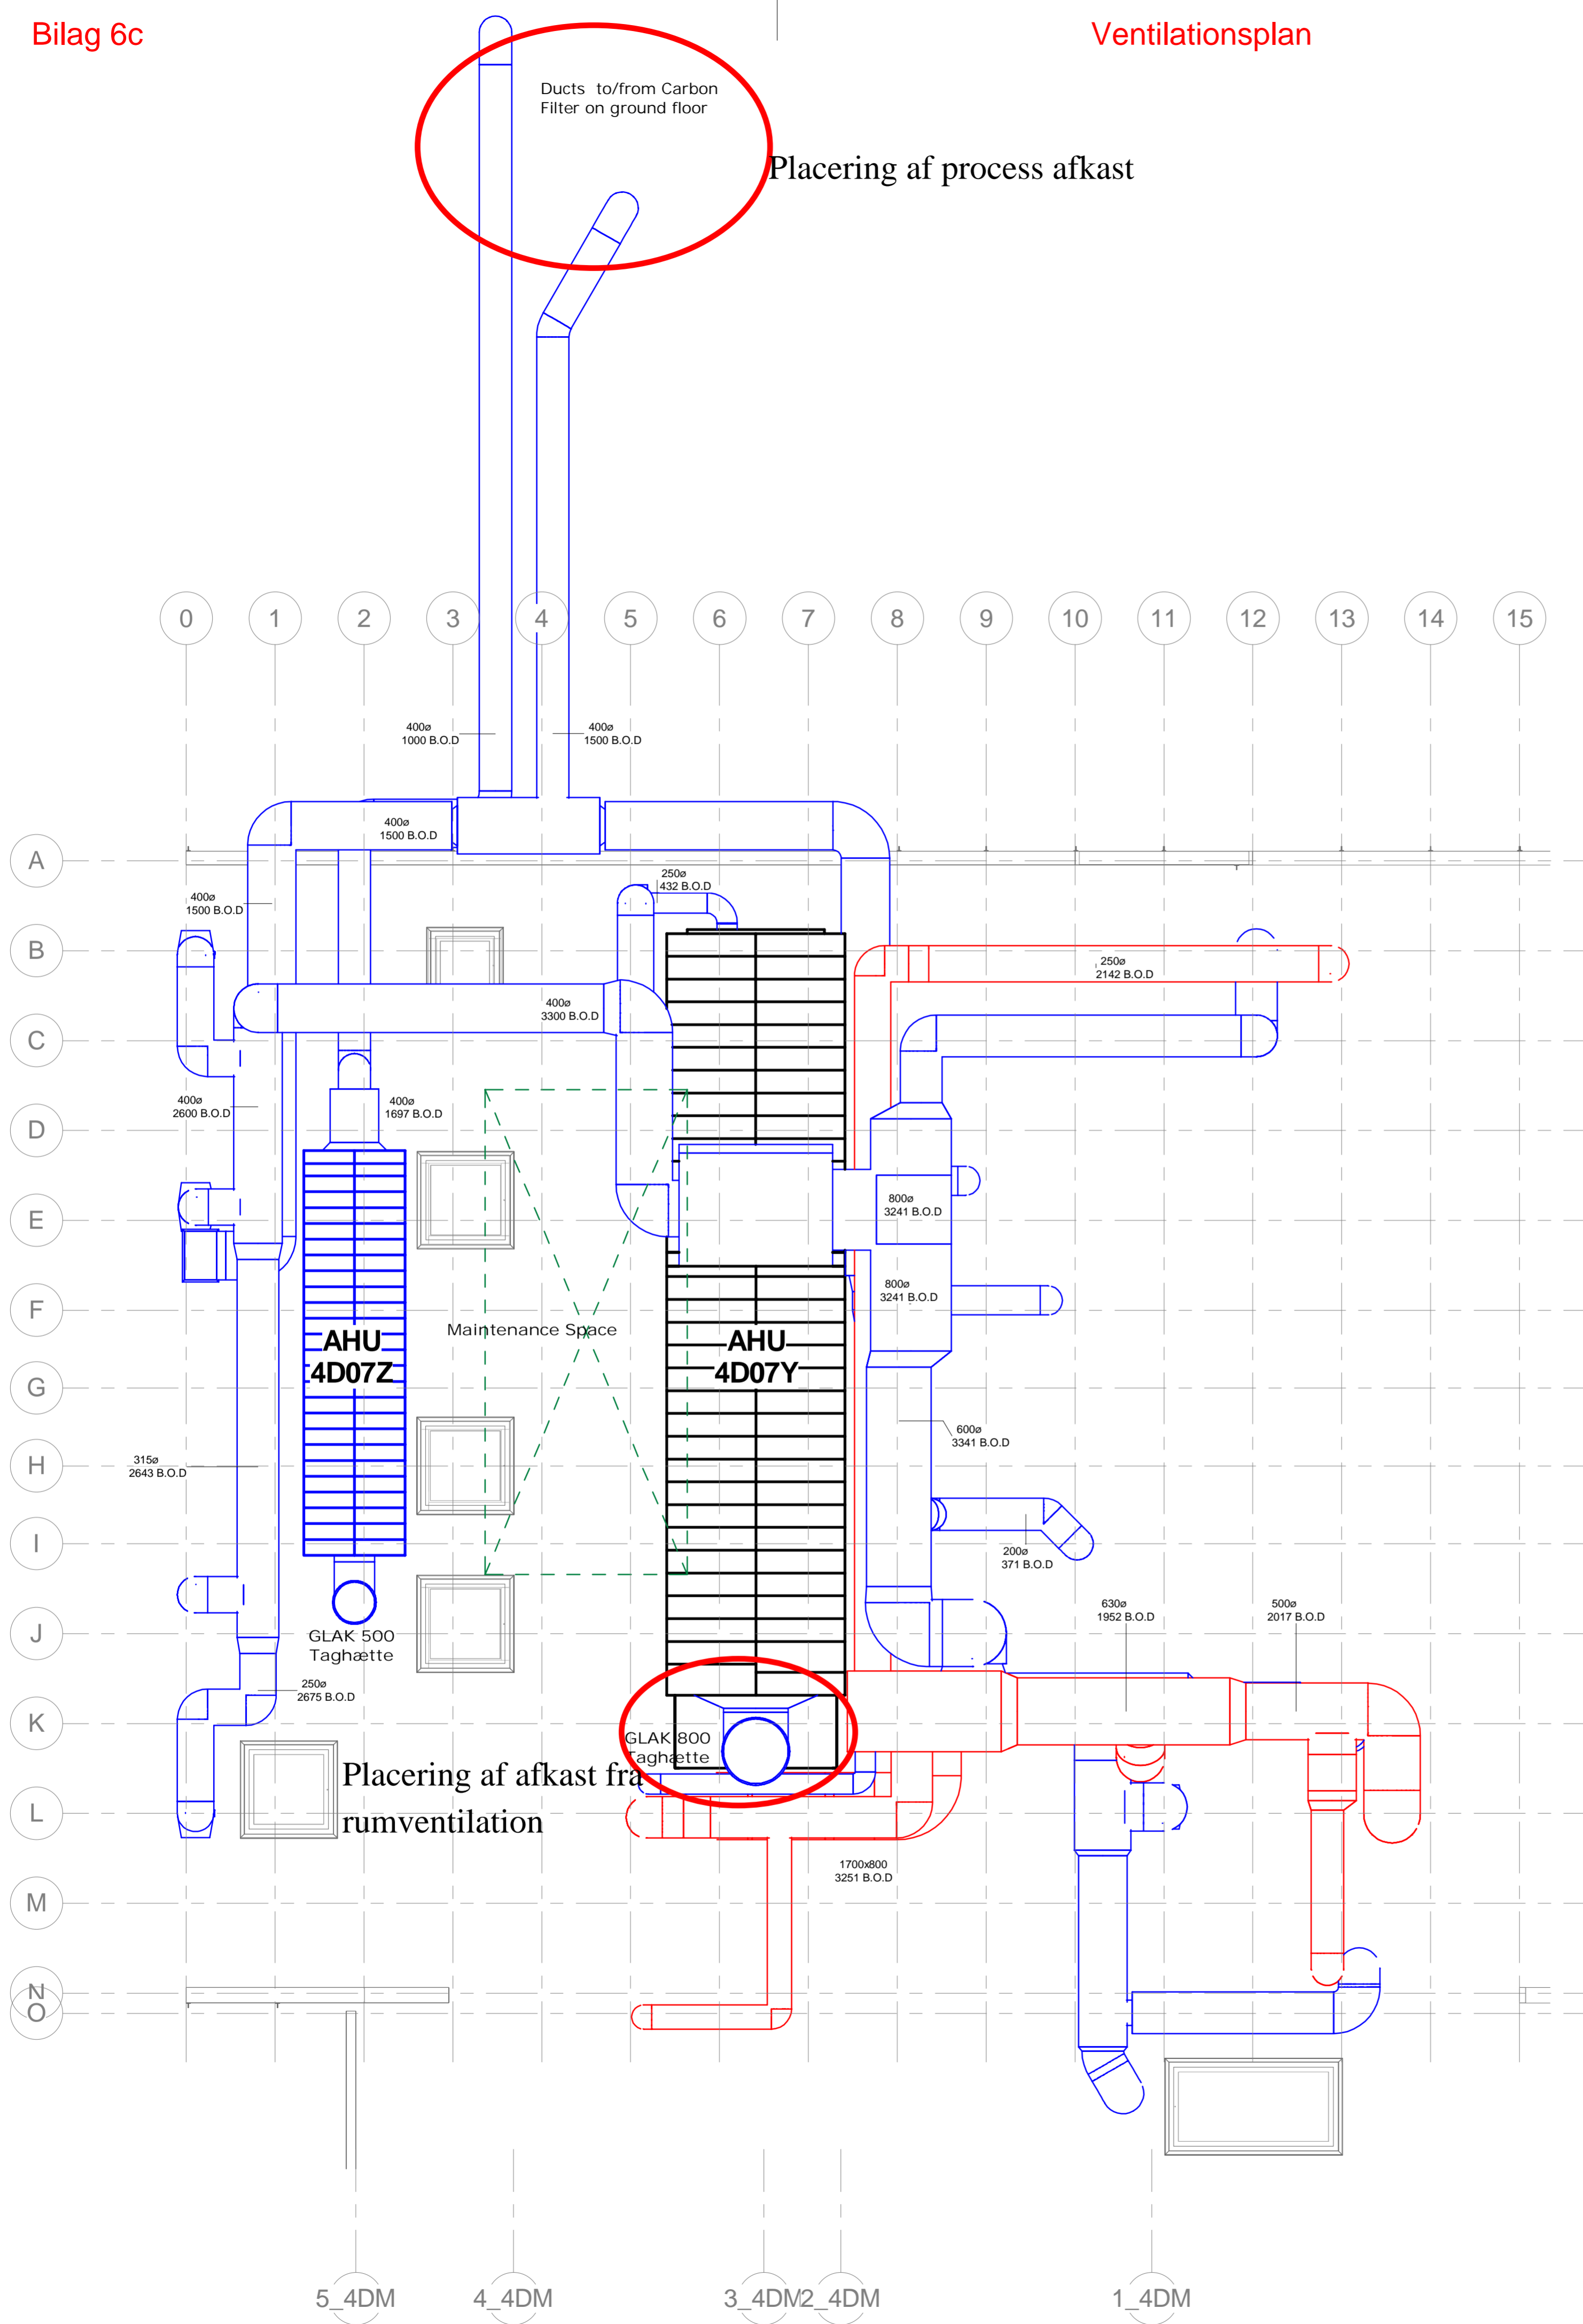 Bilag 6c
Ventilationsplan
Ducts to/from Carbon
Filter on ground floor
Placering af process afkast
0 1 2 3 4 5 6 7 8 9 10 11 12 13 14 15
400ø
1000 B.O.D
400ø
1500 B.O.D
400ø
1500 B.O.D
A
250ø
432 B.O.D
400ø
1500 B.O.D
B
250ø
2142 B.O.D
400ø
3300 B.O.D
C
400ø
2600 B.O.D
400ø
1697 B.O.D
D
800ø
3241 B.O.D
E
800ø
3241 B.O.D
F
Maintenance Space
AHU
4D07Z
AHU
4D07Y
G
600ø
3341 B.O.D
315ø
2643 B.O.D
H
I
200ø
371 B.O.D
630ø
1952 B.O.D
500ø
2017 B.O.D
J
GLAK 500
Taghætte
250ø
2675 B.O.D
K
GLAK 800
Taghætte
Placering af afkast fra
rumventilation
L
1700x800
3251 B.O.D
M
N
O
5_4DM
4_4DM
3_4DM
2_4DM
1_4DM